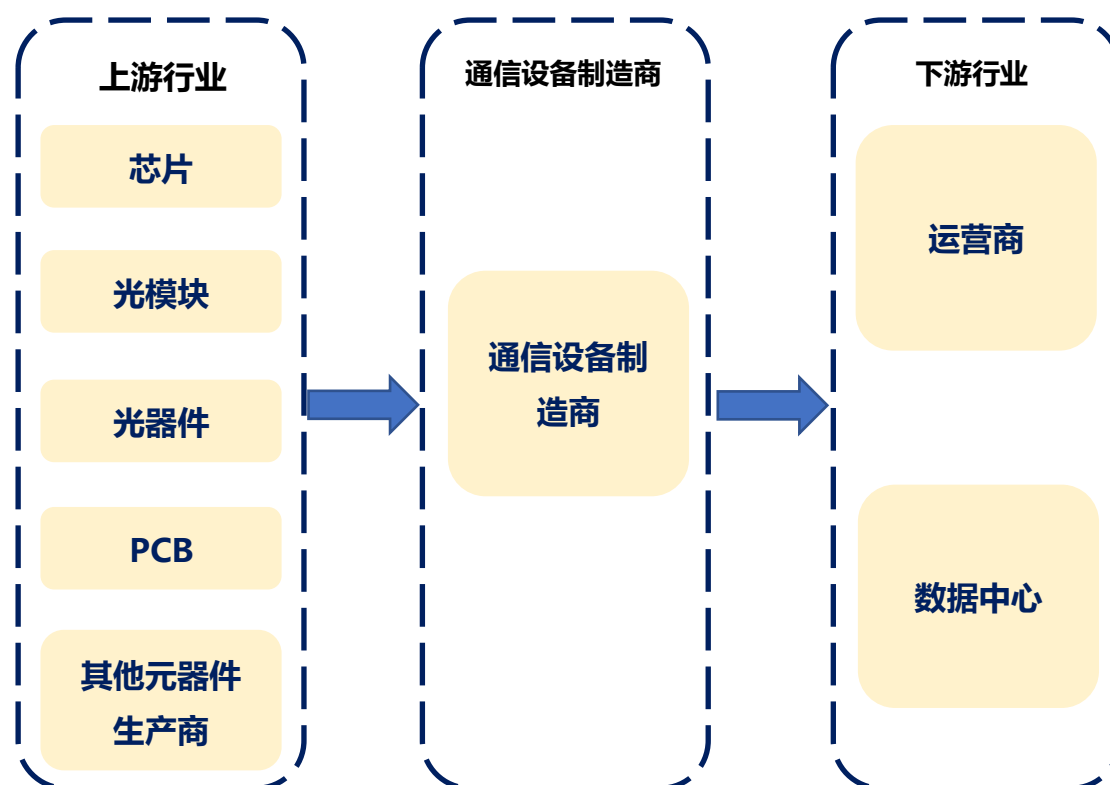 上游行业
芯片
光模块
光器件
PCB
其他元器件
生产商
通信设备制造商
通信设备制
造商
下游行业
运营商
数据中心